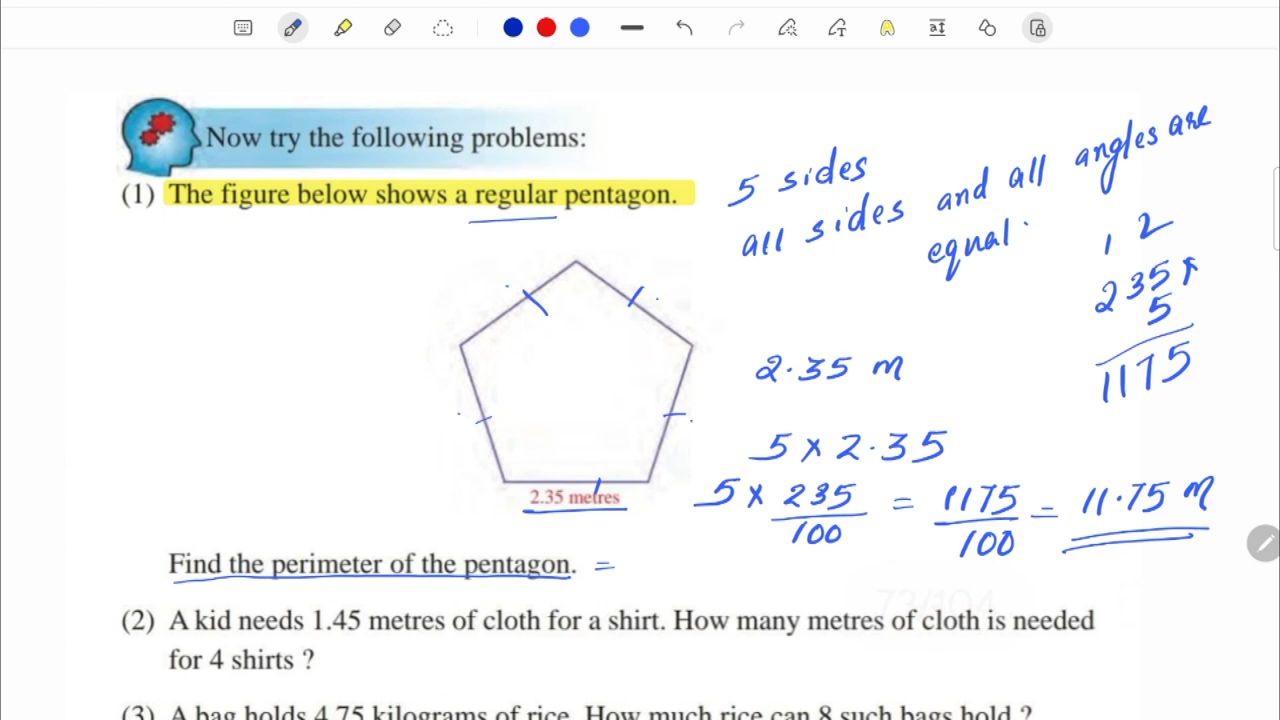 Now try the following problems:
(1) The figure below shows a regular pentagon.
5 sides
all sides and all angles are
equal.
1 2
235 x
5
1175
2.35 m
5 x 2.35
2.35 metres
5 x 235/100 = 1175/100 = 11.75 m
Find the perimeter of the pentagon. =
(2) A kid needs 1.45 metres of cloth for a shirt. How many metres of cloth is needed
for 4 shirts ?
(3) A bag holds 4.75 kilograms of rice. How much rice can 8 such bags hold ?